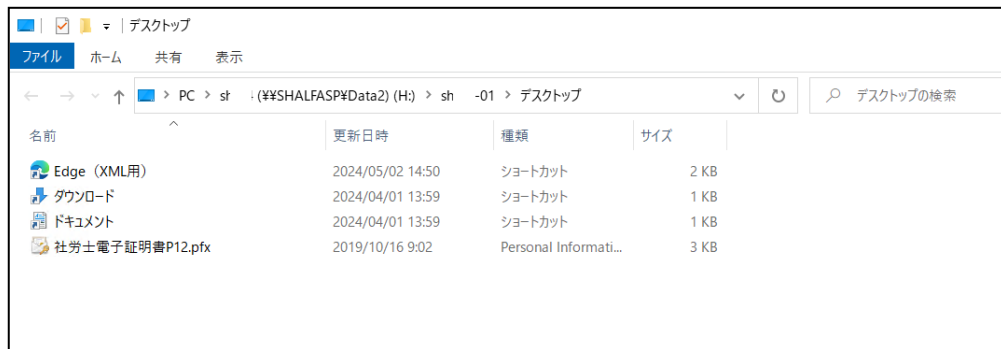 デスクトップ
ファイル ホーム 共有 表示
PC > sh (¥¥SHALFASP¥Data2) (H:) > sh -01 > デスクトップ デスクトップの検索
名前 更新日時 種類 サイズ
Edge（XML用） 2024/05/02 14:50 ショートカット 2 KB
ダウンロード 2024/04/01 13:59 ショートカット 1 KB
ドキュメント 2024/04/01 13:59 ショートカット 1 KB
社労士電子証明書P12.pfx 2019/10/16 9:02 Personal Informati... 3 KB